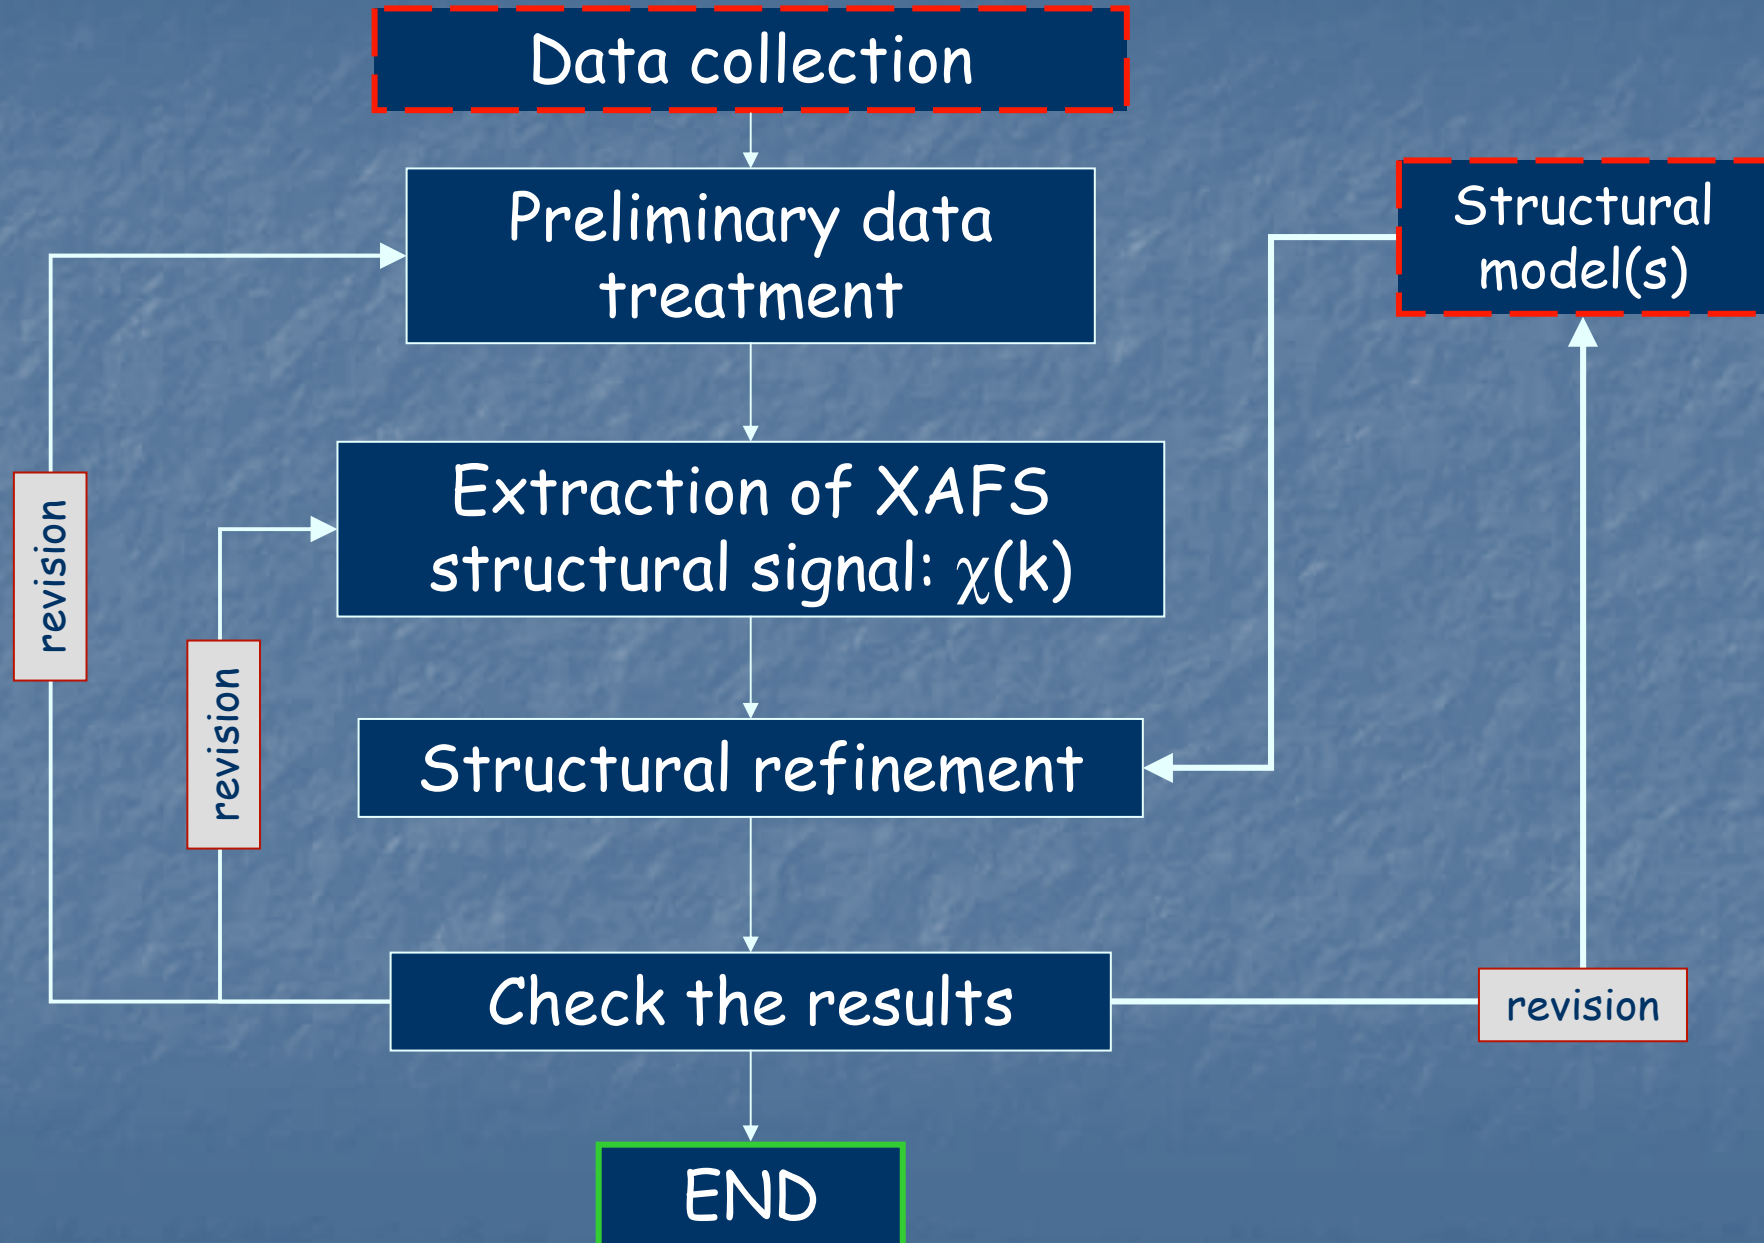 Data collection
Preliminary data
treatment
Structural
model(s)
Extraction of XAFS
structural signal: χ(k)
revision
revision
Structural refinement
Check the results
revision
END